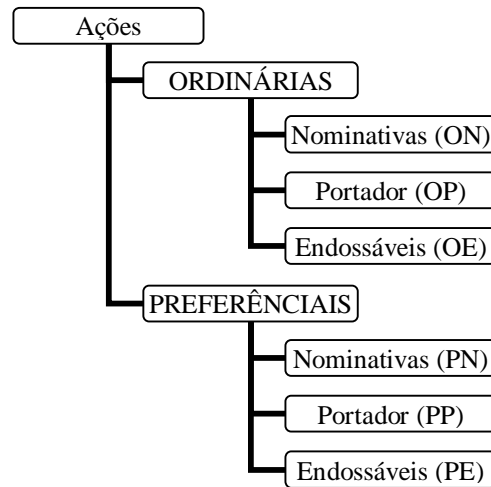 Ações
ORDINÁRIAS
Nominativas (ON)
Portador (OP)
Endossáveis (OE)
PREFERÊNCIAIS
Nominativas (PN)
Portador (PP)
Endossáveis (PE)